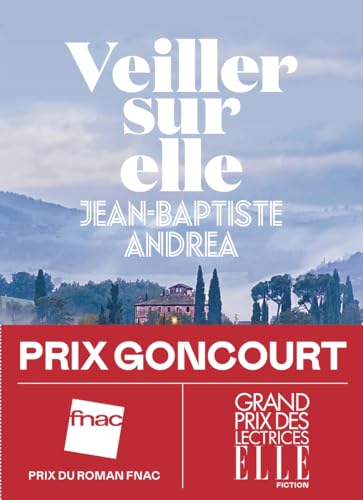 Veiller
sur
elle
JEAN-BAPTISTE
ANDREA
PRIX GONCOURT
fnac
PRIX DU ROMAN FNAC
GRAND
PRIX DES
LECTRICES
ELLE
FICTION